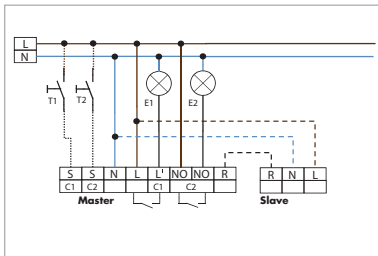 L
N
T1 T2 E1 E2
S S N L L' NO NO R
C1 C2 C1 C2
R N L
Master Slave